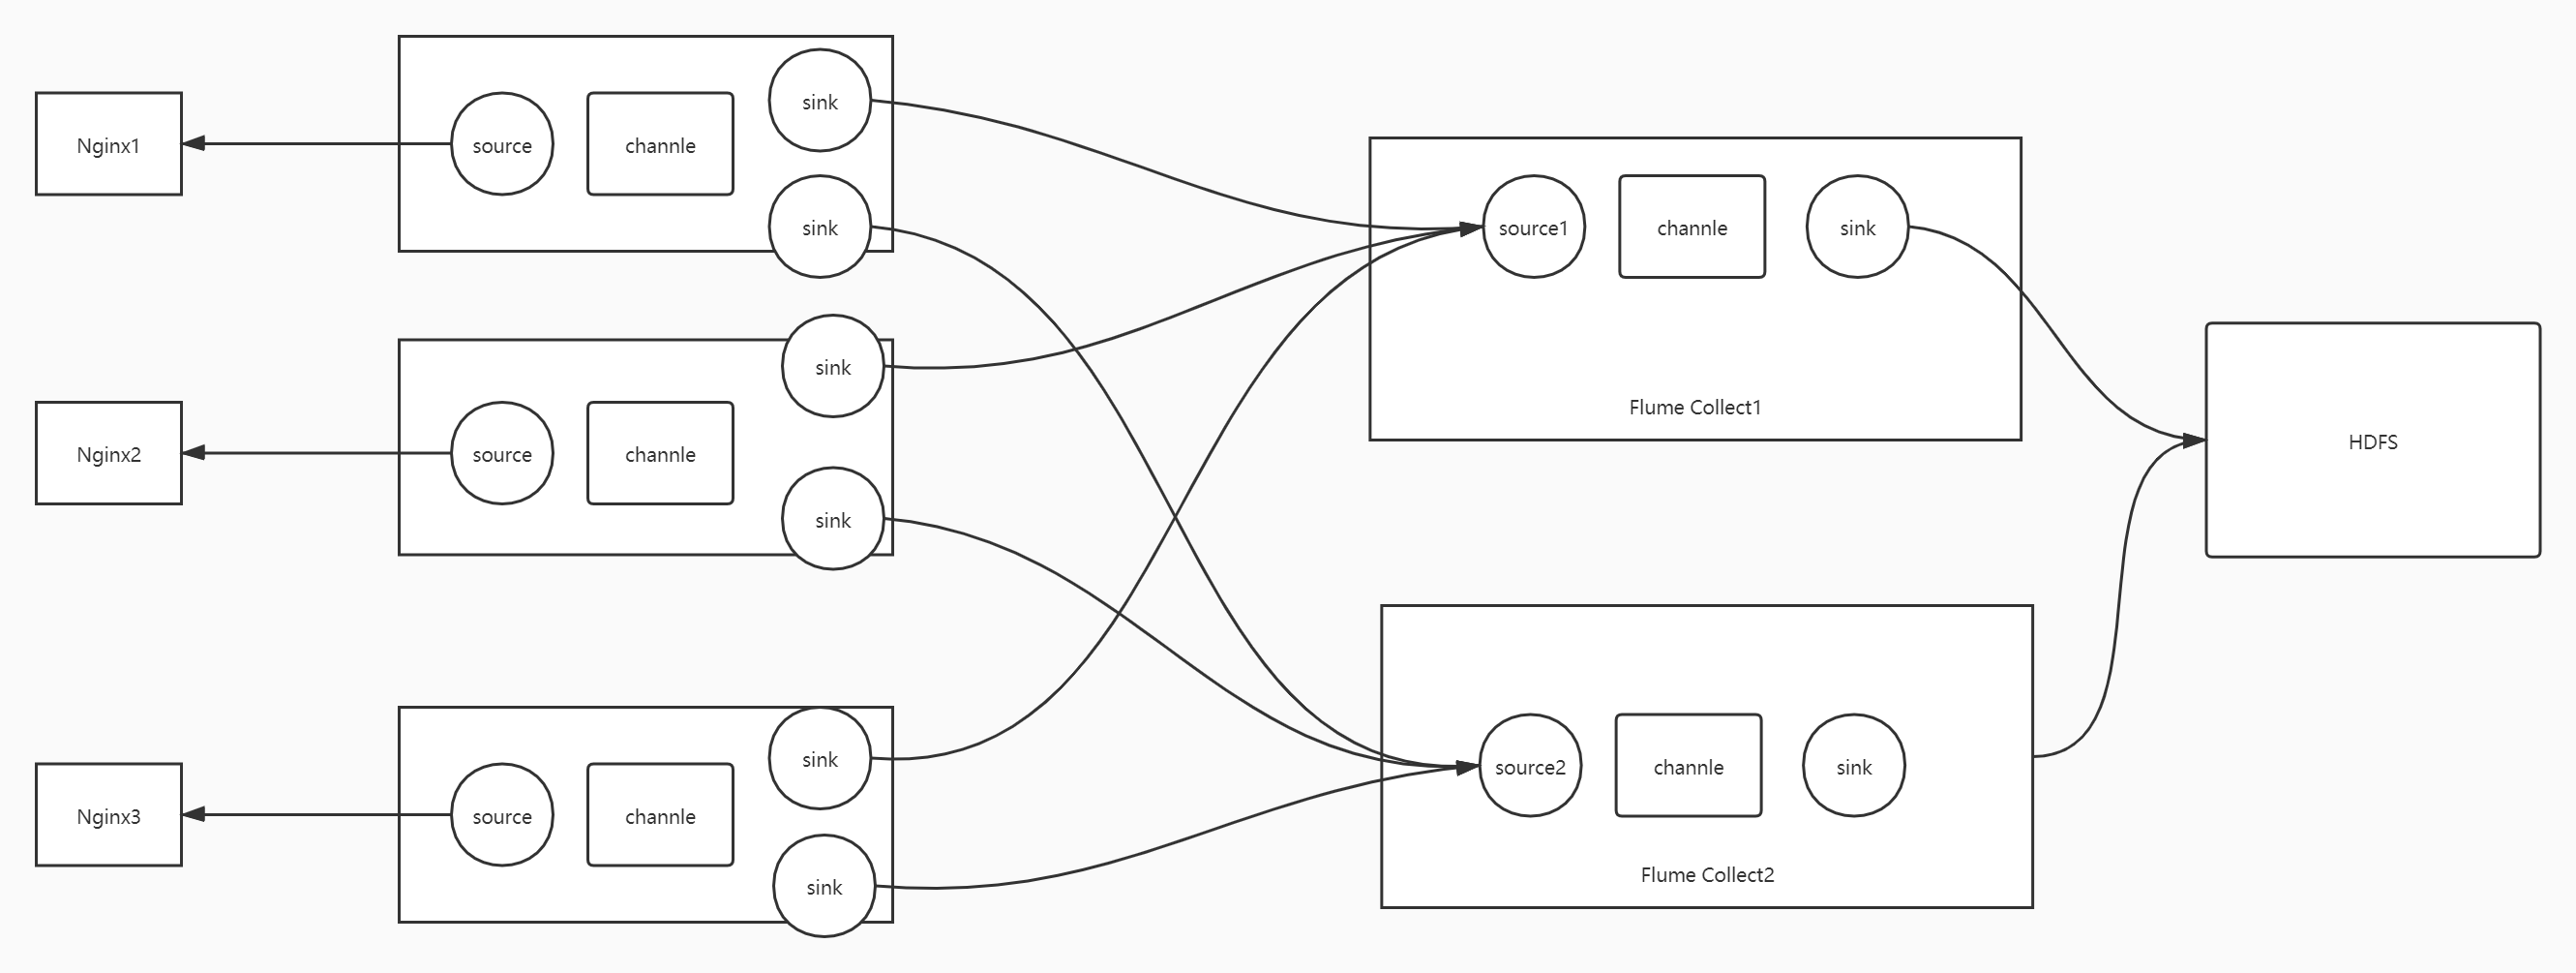 Nginx1
source
channle
sink
sink
Nginx2
source
channle
sink
sink
Nginx3
source
channle
sink
sink
source1
channle
sink
Flume Collect1
source2
channle
sink
Flume Collect2
HDFS